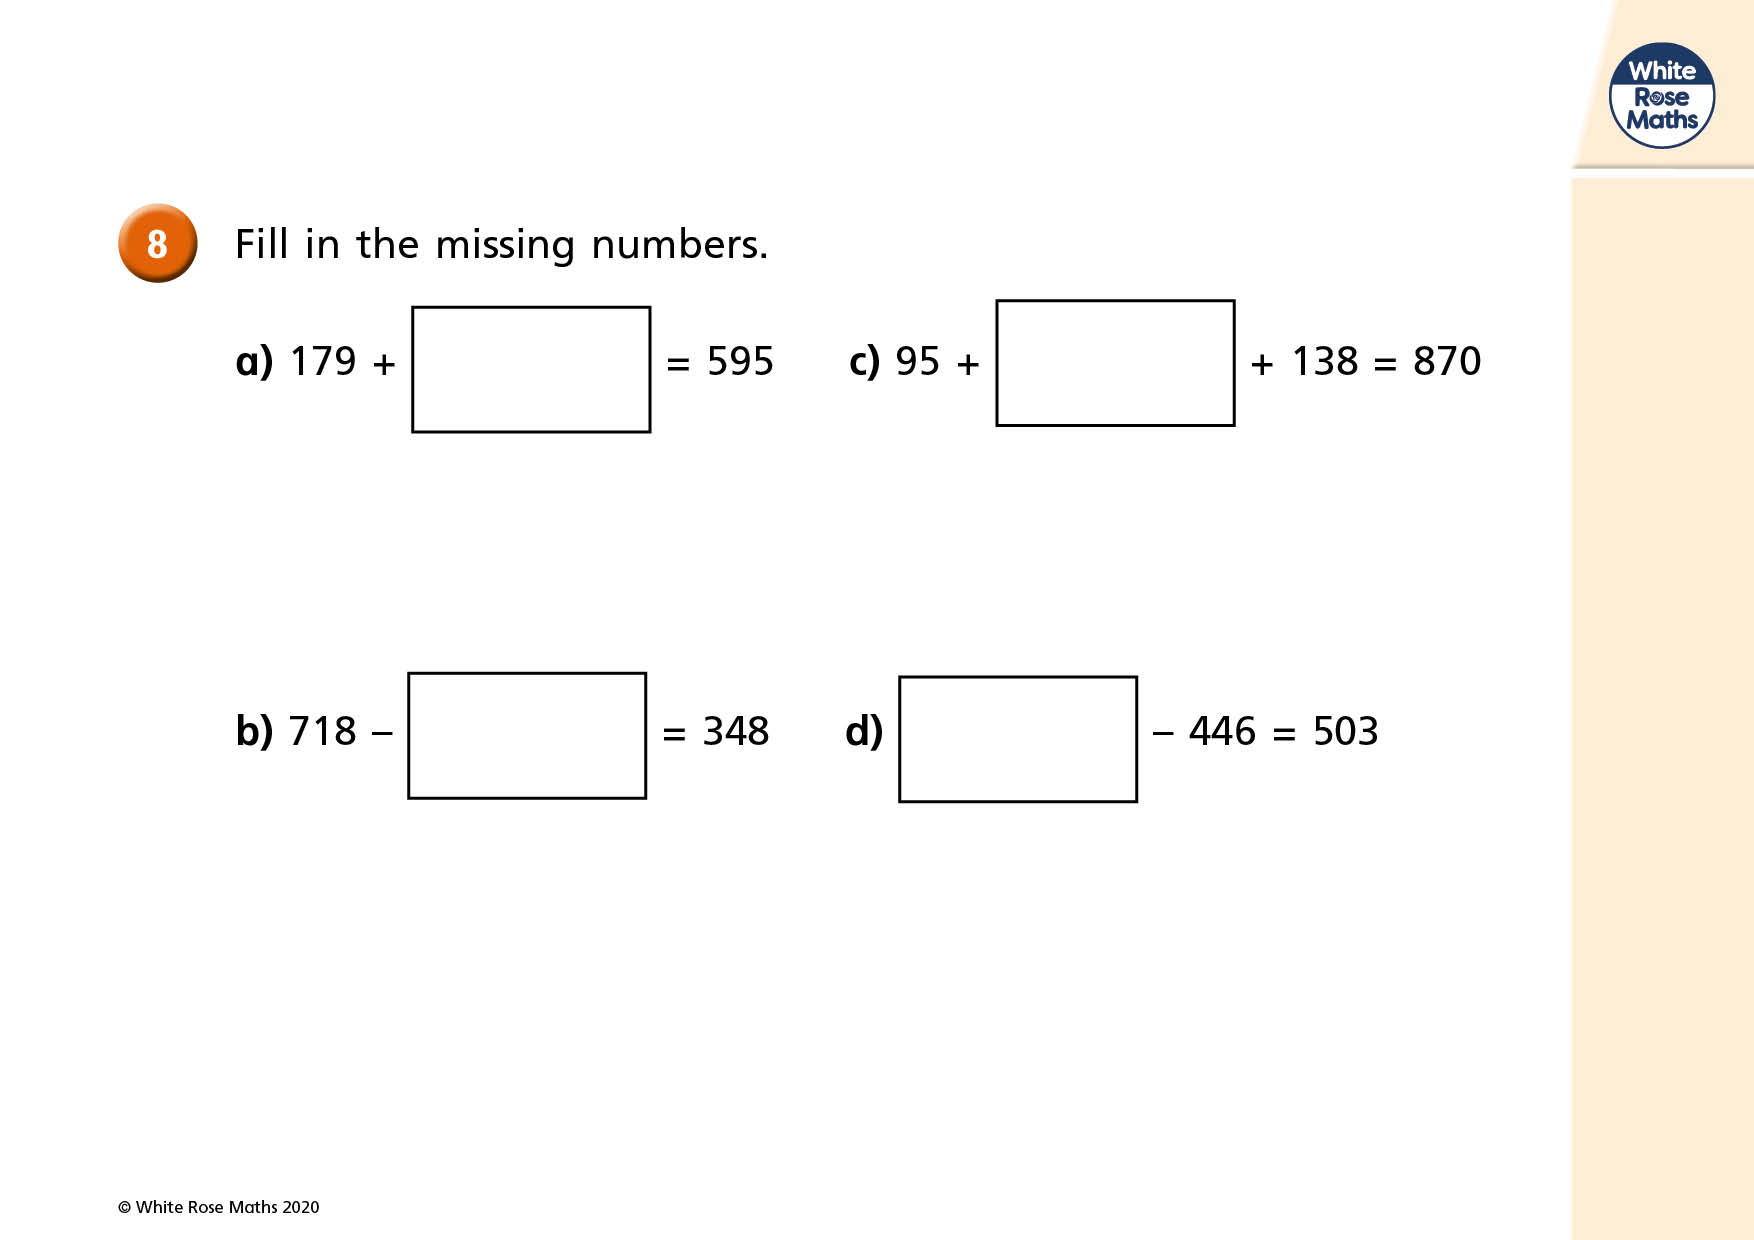 White
Rose
Maths
8 Fill in the missing numbers.
a) 179 + = 595
c) 95 + + 138 = 870
b) 718 – = 348
d) – 446 = 503
© White Rose Maths 2020